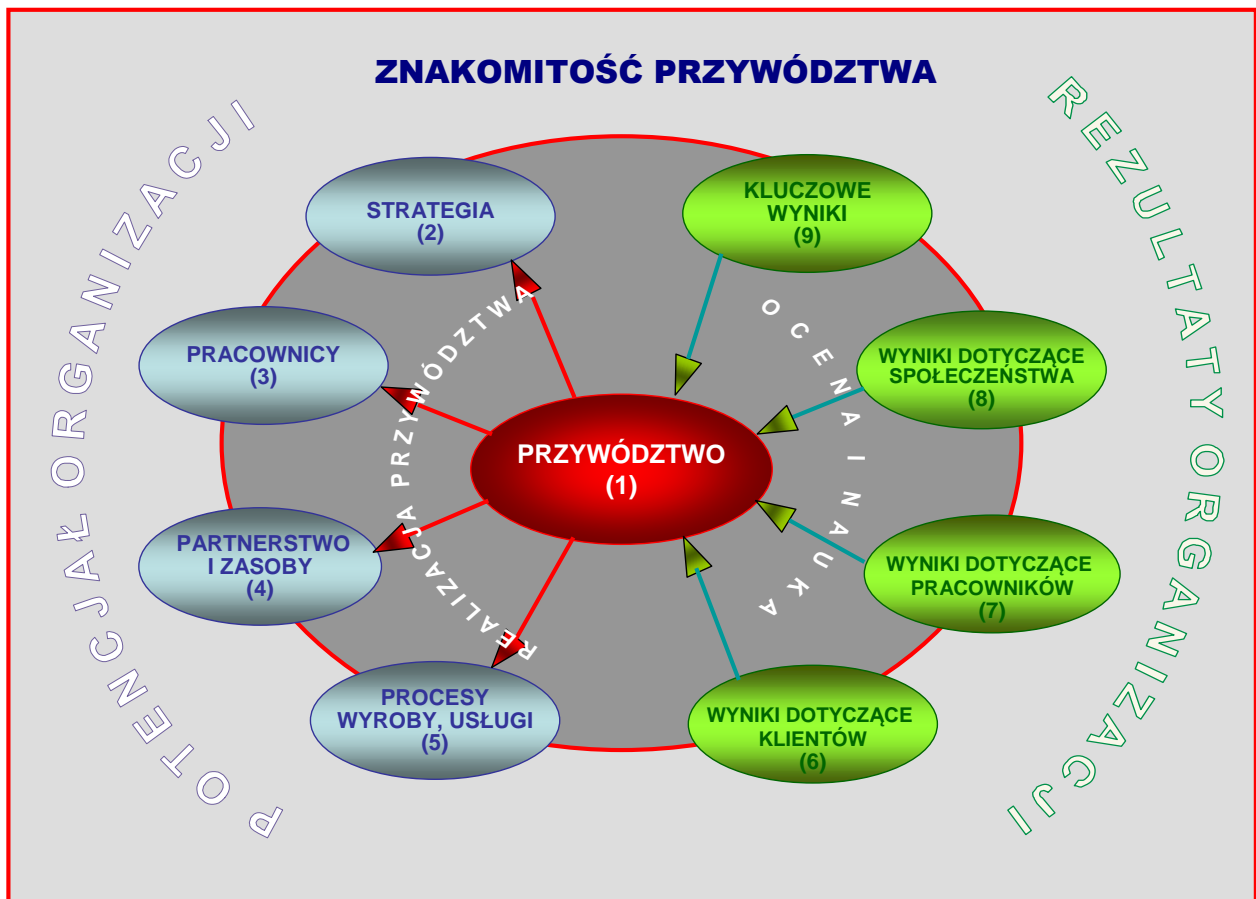 ZNAKOMITOŚĆ PRZYWÓDZTWA
POTENCJAŁ ORGANIZACJI
STRATEGIA
(2)
PRACOWNICY
(3)
PARTNERSTWO
I ZASOBY
(4)
PROCESY
WYROBY, USŁUGI
(5)
REALIZACJA PRZYWÓDZTWA
PRZYWÓDZTWO
(1)
OCENA I NAUKA
KLUCZOWE
WYNIKI
(9)
WYNIKI DOTYCZĄCE
SPOŁECZEŃSTWA
(8)
WYNIKI DOTYCZĄCE
PRACOWNIKÓW
(7)
WYNIKI DOTYCZĄCE
KLIENTÓW
(6)
REZULTATY ORGANIZACJI